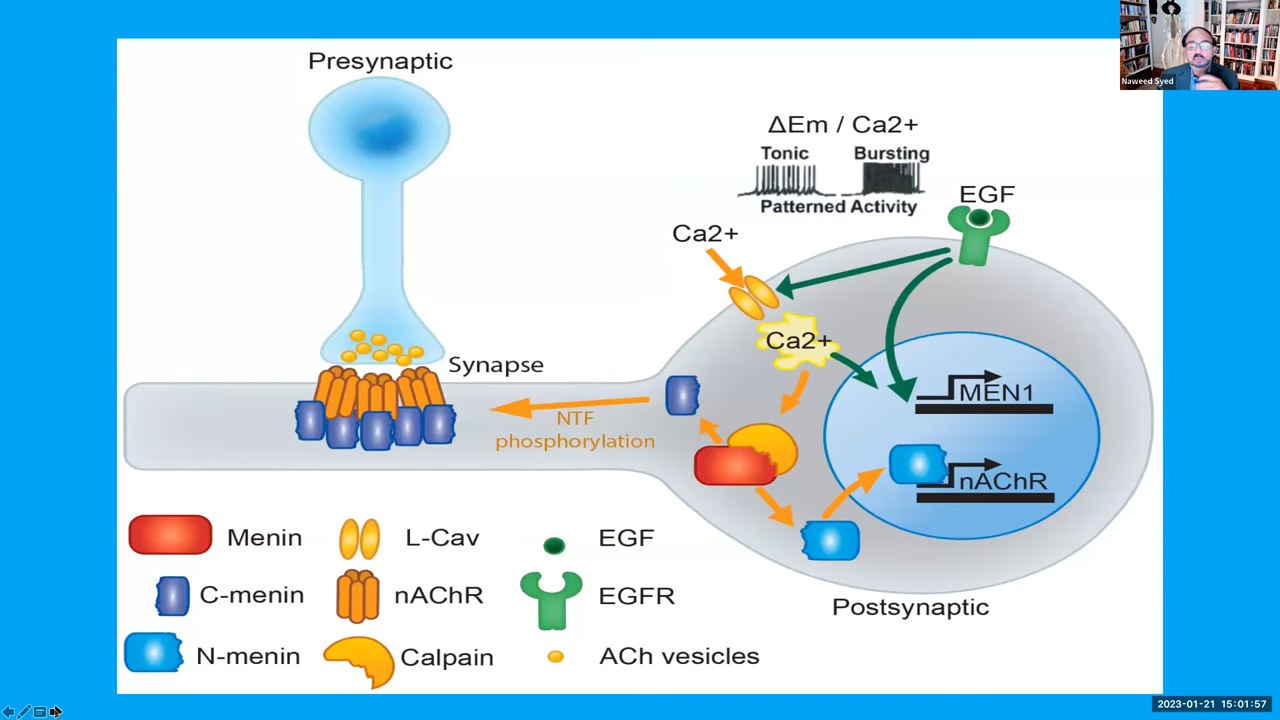 Presynaptic
Naweed Syed
ΔEm / Ca2+
Tonic Bursting
Patterned Activity
EGF
Ca2+
Ca2+
Synapse
MEN1
NTF
phosphorylation
nAChR
Menin L-Cav EGF
C-menin nAChR EGFR
N-menin Calpain ACh vesicles
Postsynaptic
2023-01-21 15:01:57